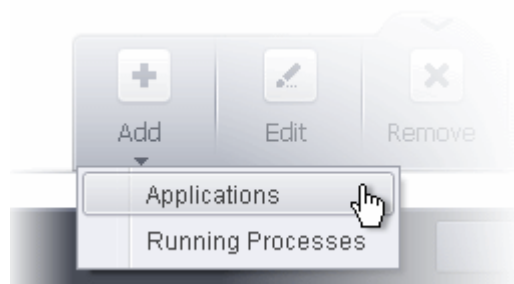 Add Edit Remove
Applications
Running Processes